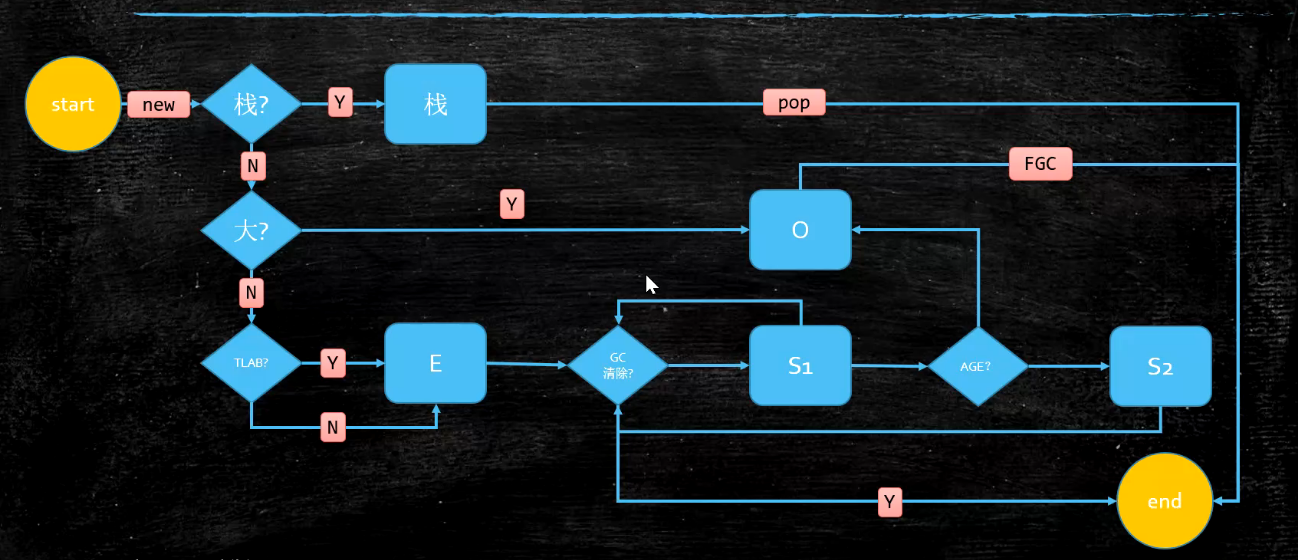 start
new
栈?
Y
栈
pop
N
FGC
Y
大?
O
N
TLAB?
Y
E
GC
清除?
S1
AGE?
S2
N
Y
end